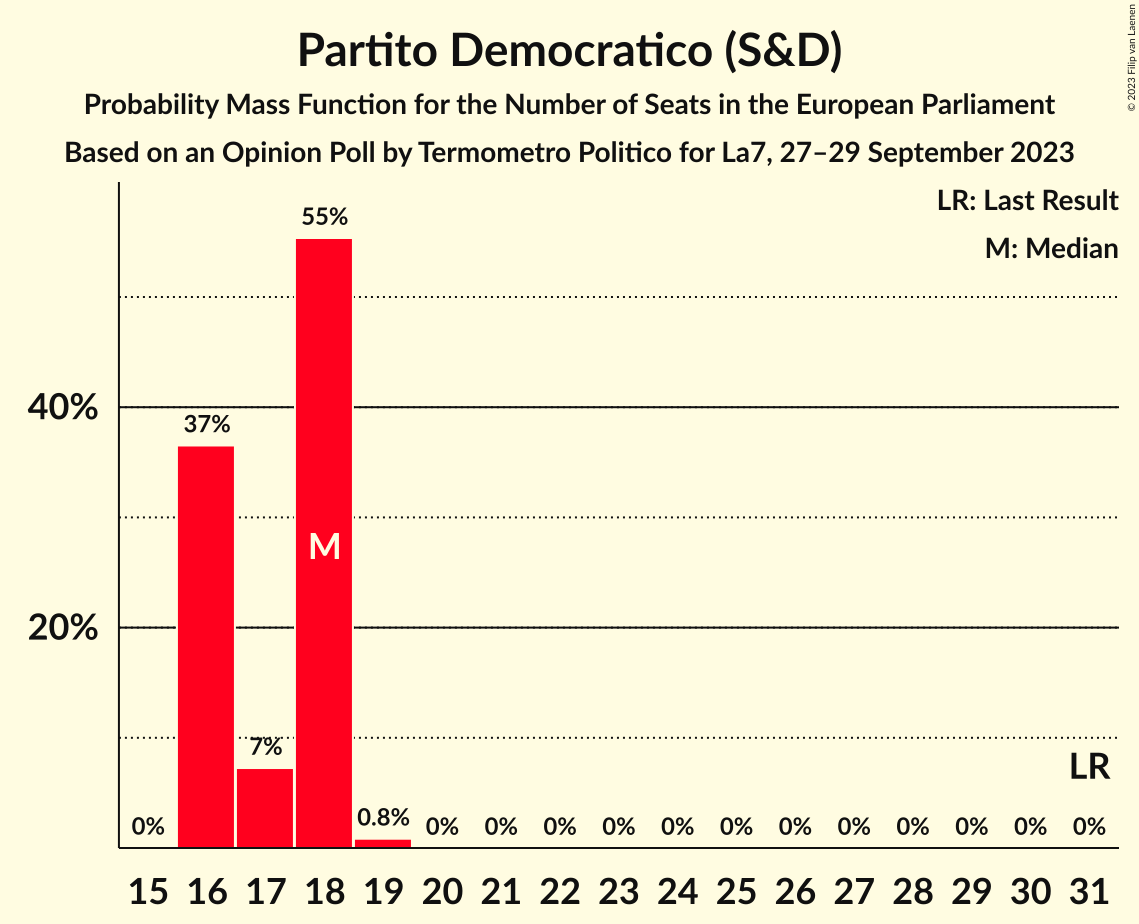 Partito Democratico (S&D)
Probability Mass Function for the Number of Seats in the European Parliament
Based on an Opinion Poll by Termometro Politico for La7, 27–29 September 2023
© 2023 Filip van Laenen
LR: Last Result
M: Median
55%
40%
37%
M
20%
7%
LR
0%
0.8%
0% 0% 0% 0% 0% 0% 0% 0% 0% 0% 0% 0%
15 16 17 18 19 20 21 22 23 24 25 26 27 28 29 30 31